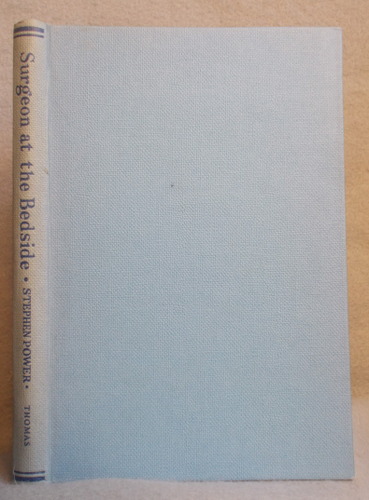 Surgeon at the Bedside • STEPHEN POWER • THOMAS